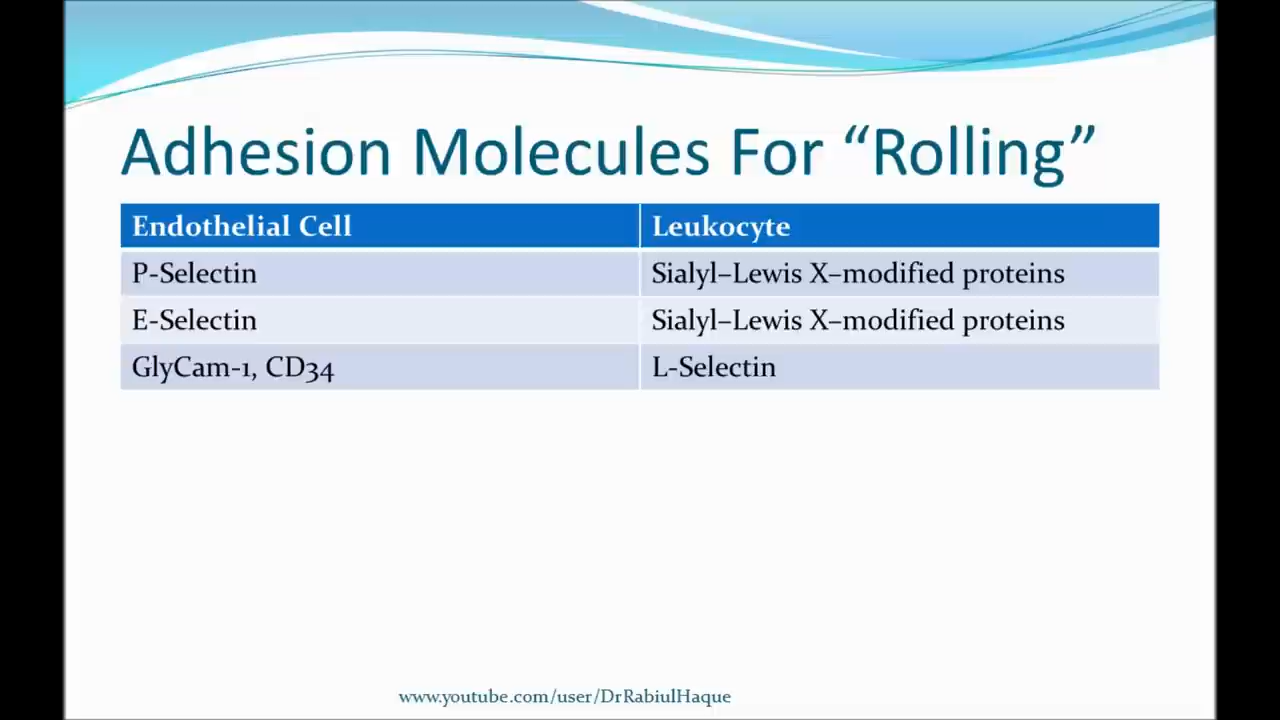 Adhesion Molecules For “Rolling”
Endothelial Cell Leukocyte
P-Selectin Sialyl–Lewis X–modified proteins
E-Selectin Sialyl–Lewis X–modified proteins
GlyCam-1, CD34 L-Selectin
www.youtube.com/user/DrRabiulHaque